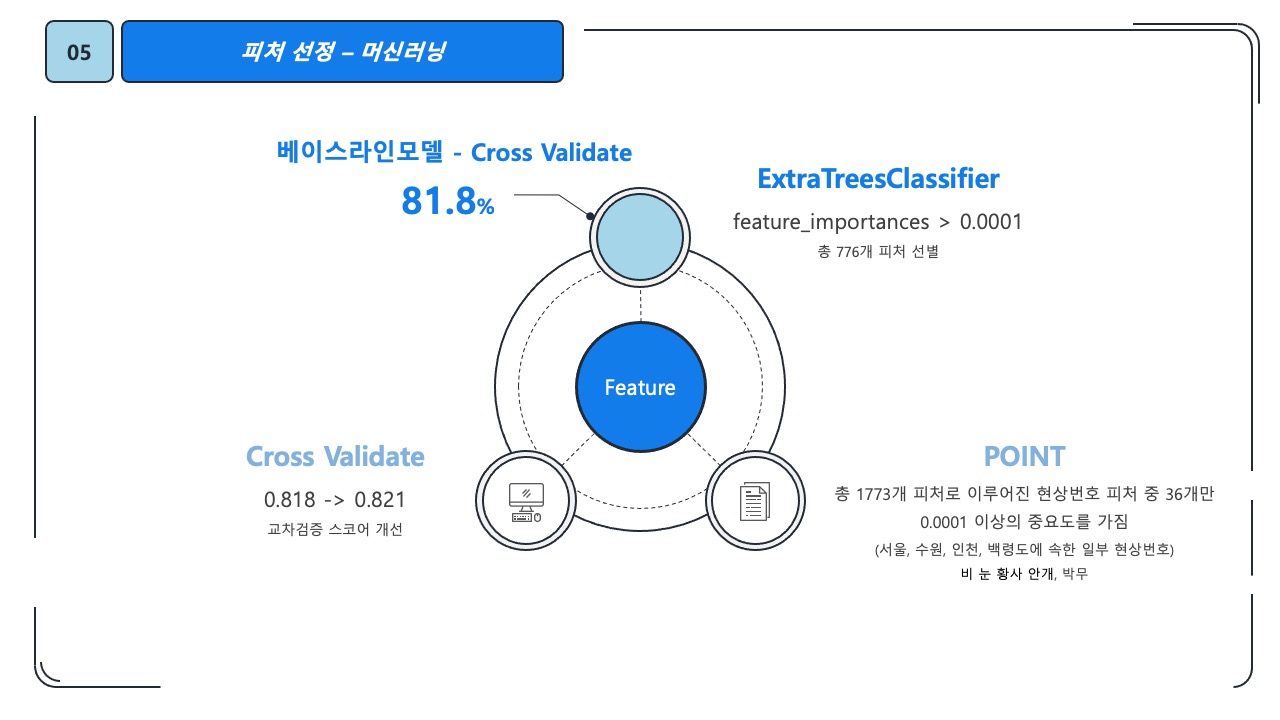 05
피처 선정 – 머신러닝
베이스라인모델 - Cross Validate
81.8%
ExtraTreesClassifier
feature_importances > 0.0001
총 776개 피처 선별
Feature
Cross Validate
0.818 -> 0.821
교차검증 스코어 개선
POINT
총 1773개 피처로 이루어진 현상번호 피처 중 36개만
0.0001 이상의 중요도를 가짐
(서울, 수원, 인천, 백령도에 속한 일부 현상번호)
비 눈 황사 안개, 박무